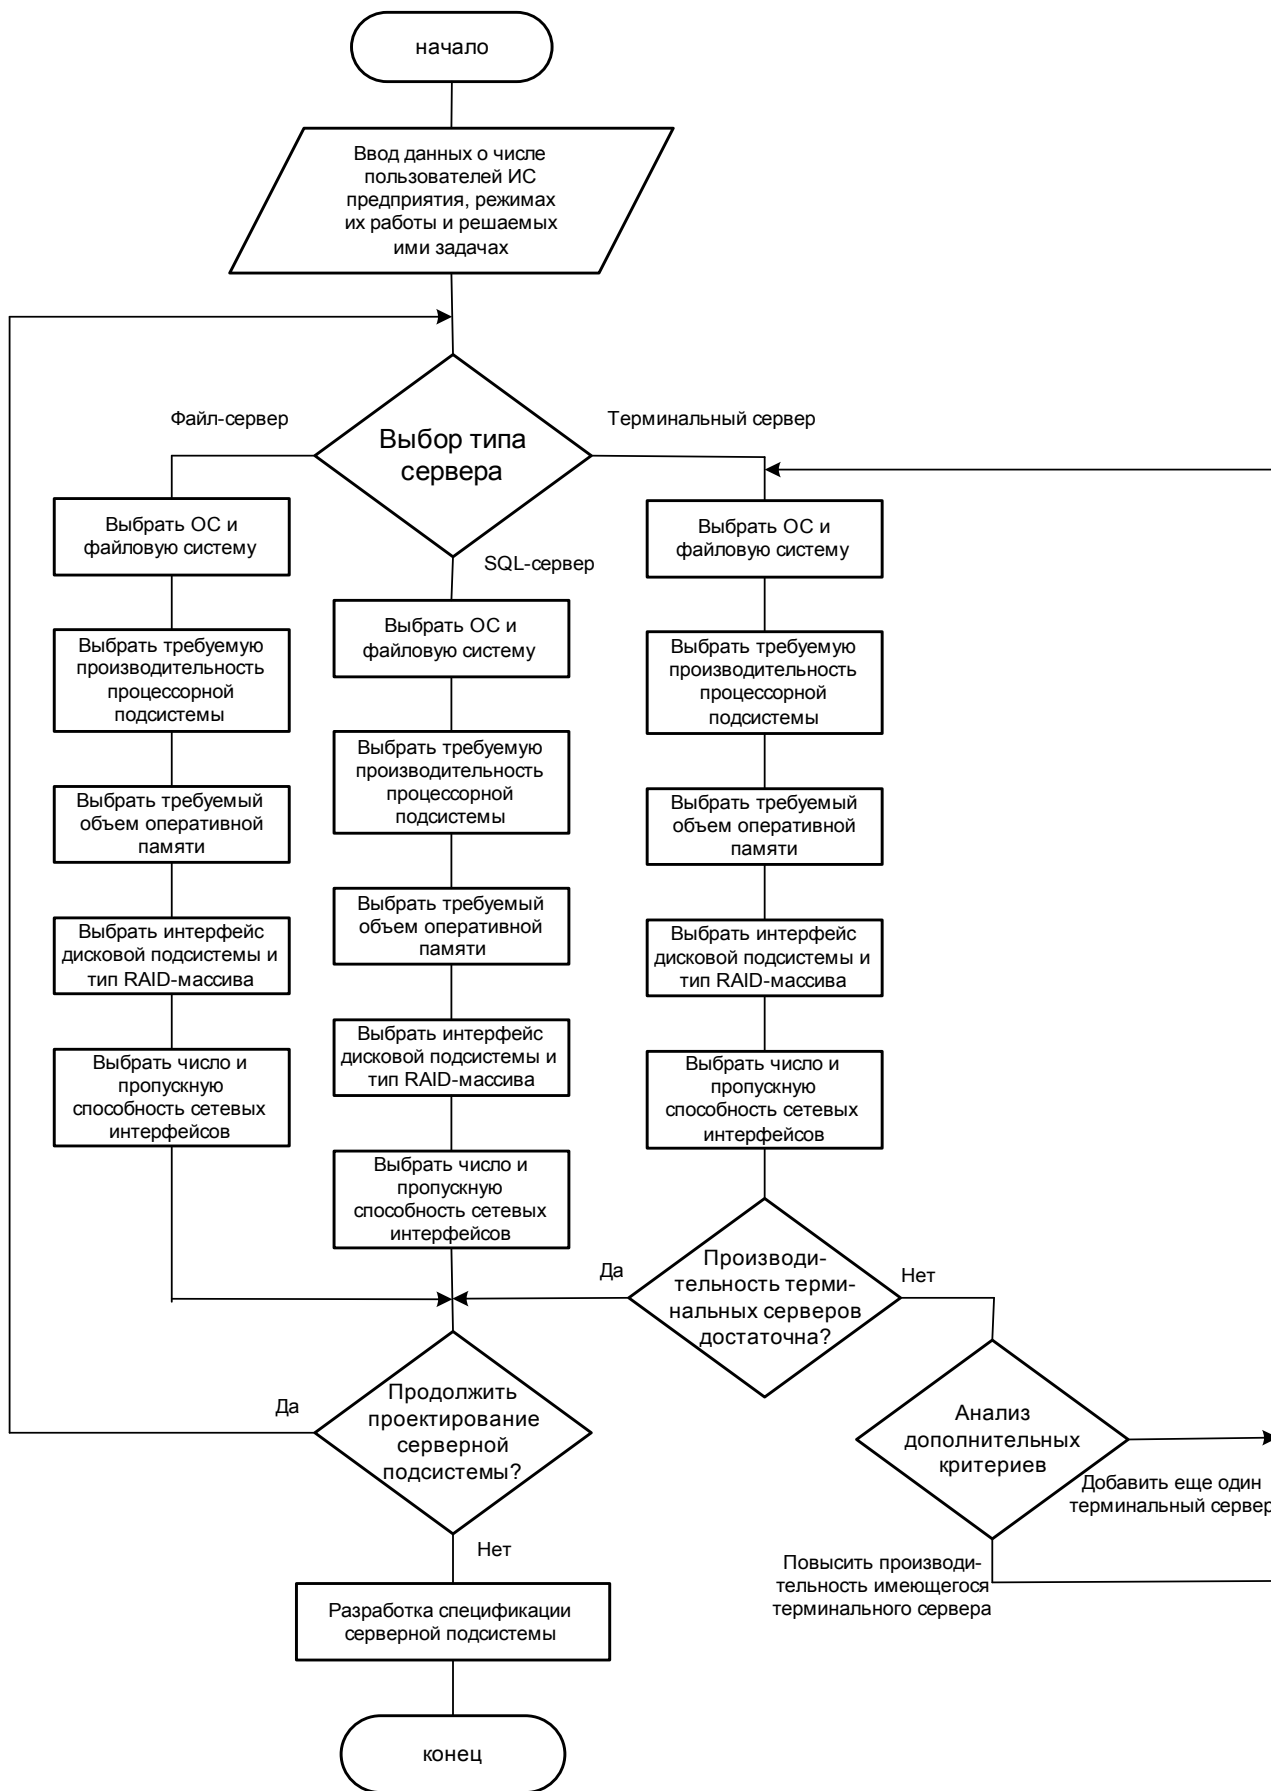 начало
Ввод данных о числе
пользователей ИС
предприятия, режимах
их работы и решаемых
ими задачах
Файл-сервер
Выбор типа
сервера
Терминальный сервер
SQL-сервер
Выбрать ОС и
файловую систему
Выбрать требуемую
производительность
процессорной
подсистемы
Выбрать требуемый
объем оперативной
памяти
Выбрать интерфейс
дисковой подсистемы и
тип RAID-массива
Выбрать число и
пропускную
способность сетевых
интерфейсов
Выбрать ОС и
файловую систему
Выбрать требуемую
производительность
процессорной
подсистемы
Выбрать требуемый
объем оперативной
памяти
Выбрать интерфейс
дисковой подсистемы и
тип RAID-массива
Выбрать число и
пропускную
способность сетевых
интерфейсов
Выбрать ОС и
файловую систему
Выбрать требуемую
производительность
процессорной
подсистемы
Выбрать требуемый
объем оперативной
памяти
Выбрать интерфейс
дисковой подсистемы и
тип RAID-массива
Выбрать число и
пропускную
способность сетевых
интерфейсов
Да
Производи-
тельность терми-
нальных серверов
достаточна?
Нет
Да
Продолжить
проектирование
серверной
подсистемы?
Анализ
дополнительных
критериев
Добавить еще один
терминальный сервер
Нет
Повысить производи-
тельность имеющегося
терминального сервера
Разработка спецификации
серверной подсистемы
конец